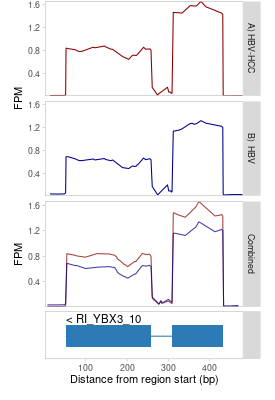 1.6
1.2
0.8
0.4
FPM
A) HBV-HCC
1.6
1.2
0.8
0.4
B) HBV
1.6
1.2
0.8
0.4
FPM
Combined
< RI_YBX3_10
100 200 300 400
Distance from region start (bp)